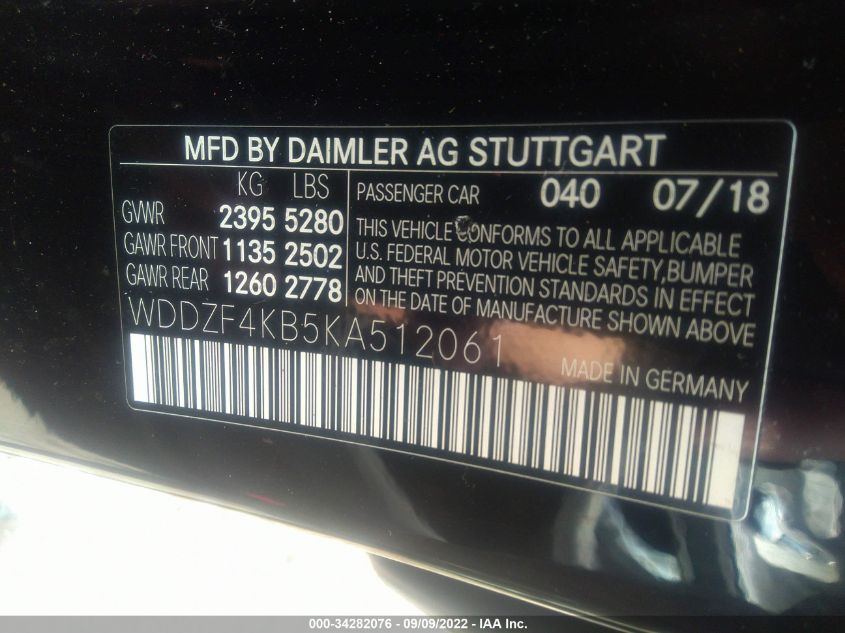 MFD BY DAIMLER AG STUTTGART
KG LBS
GVWR 2395 5280
GAWR FRONT 1135 2502
GAWR REAR 1260 2778
PASSENGER CAR 040 07/18
THIS VEHICLE CONFORMS TO ALL APPLICABLE
U.S. FEDERAL MOTOR VEHICLE SAFETY, BUMPER
AND THEFT PREVENTION STANDARDS IN EFFECT
ON THE DATE OF MANUFACTURE SHOWN ABOVE
WDDZF4KB5KA512061
MADE IN GERMANY
000-34282076 - 09/09/2022 - IAA Inc.